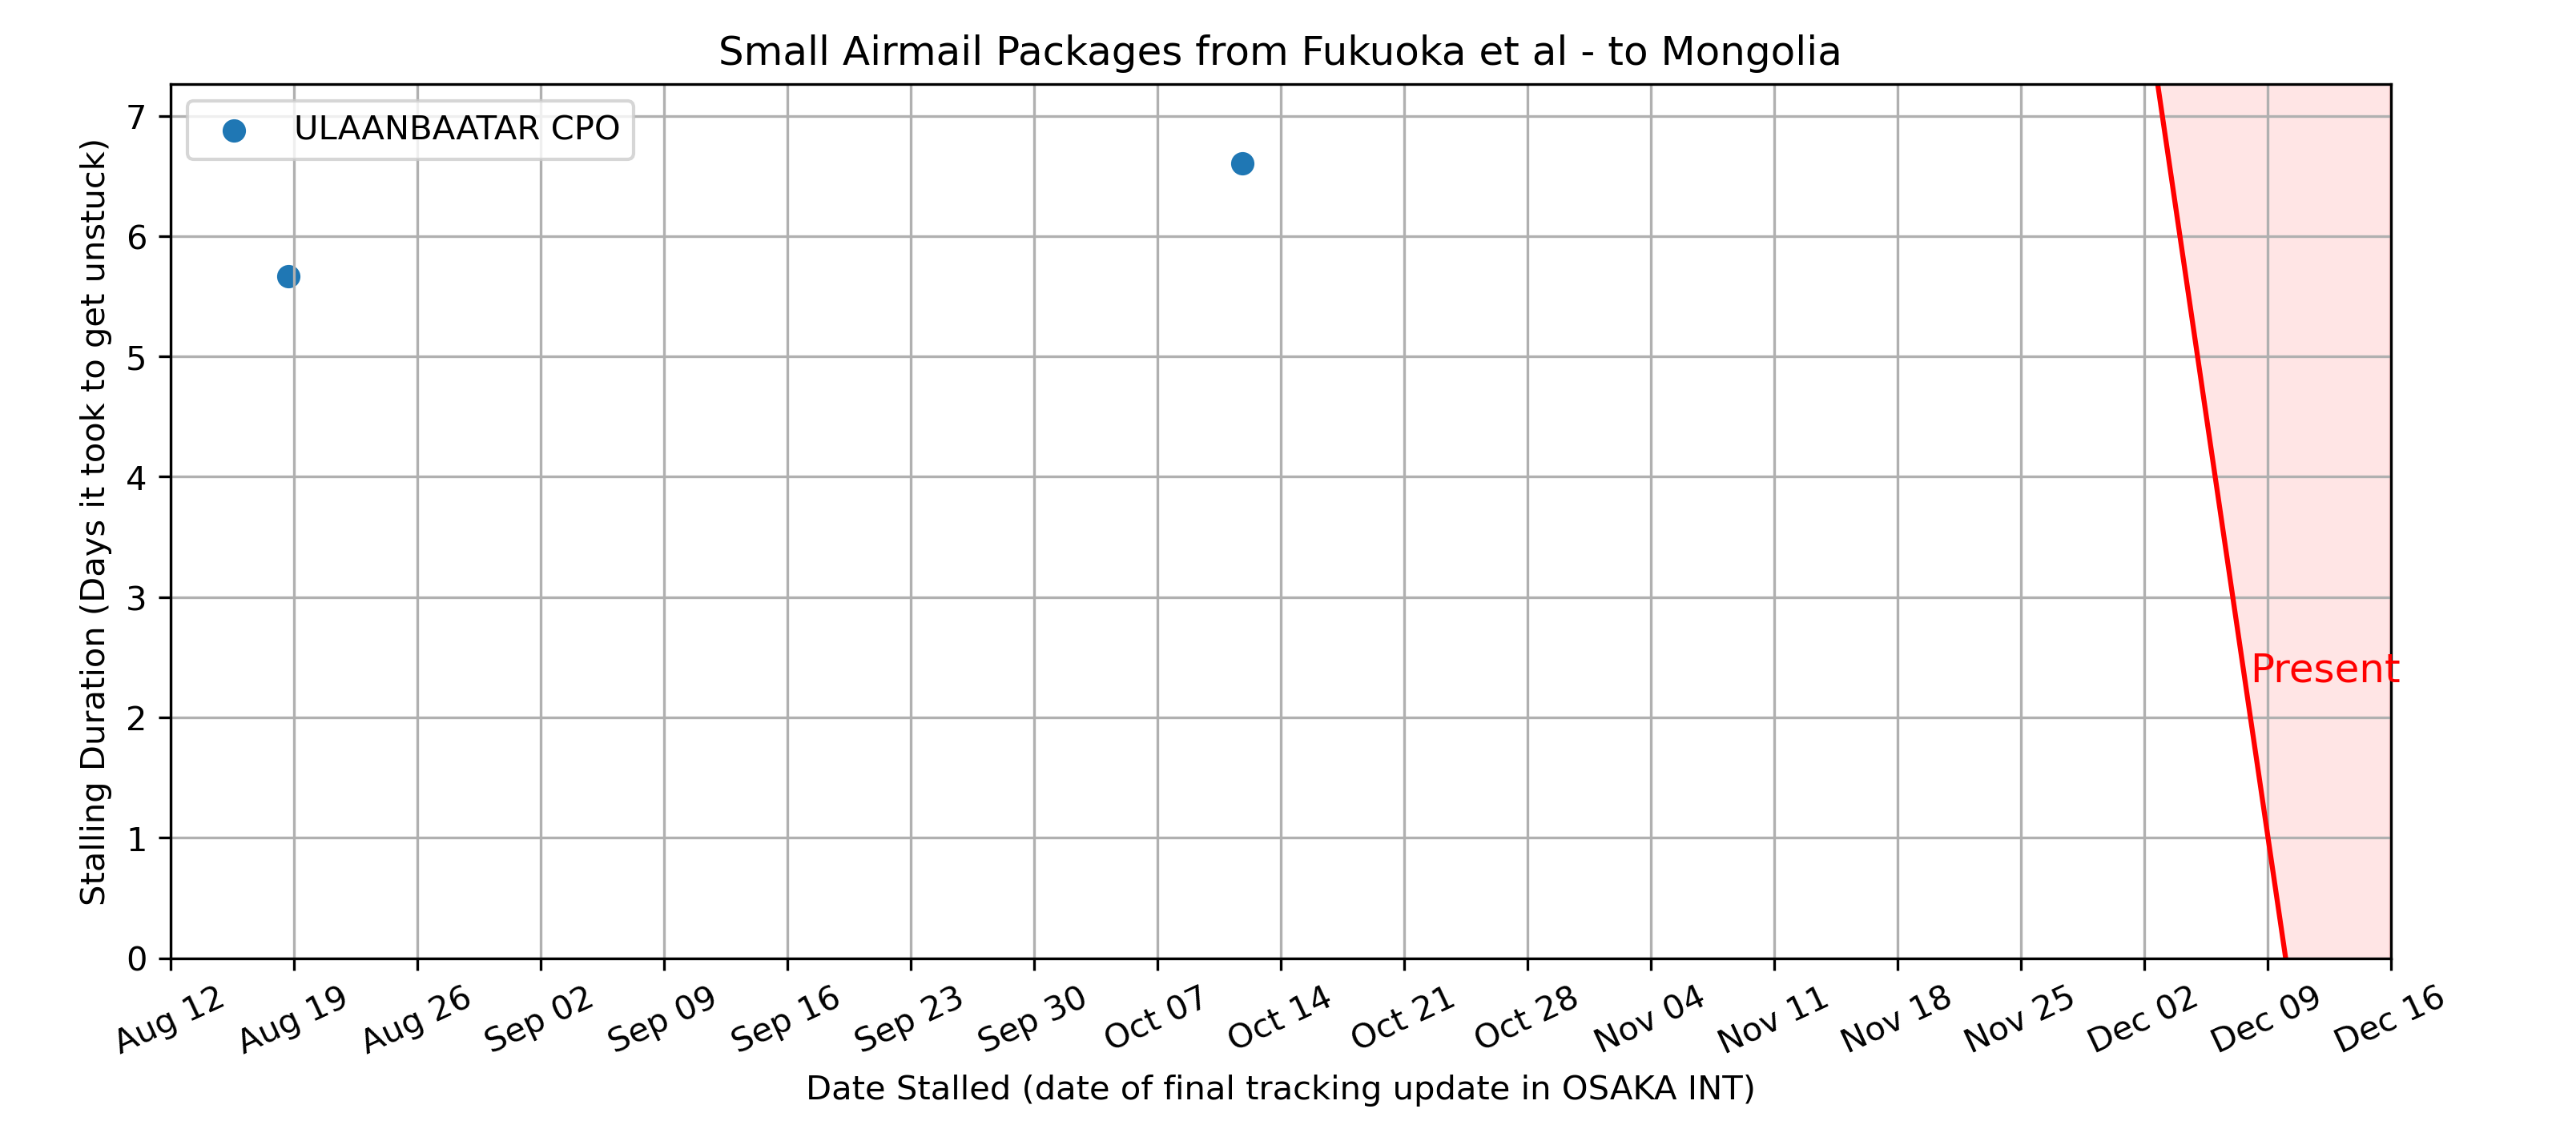 Small Airmail Packages from Fukuoka et al - to Mongolia
ULAANBAATAR CPO
Stalling Duration (Days it took to get unstuck)
7
6
5
4
3
2
1
0
Present
Aug 12
Aug 19
Aug 26
Sep 02
Sep 09
Sep 16
Sep 23
Sep 30
Oct 07
Oct 14
Oct 21
Oct 28
Nov 04
Nov 11
Nov 18
Nov 25
Dec 02
Dec 09
Dec 16
Date Stalled (date of final tracking update in OSAKA INT)